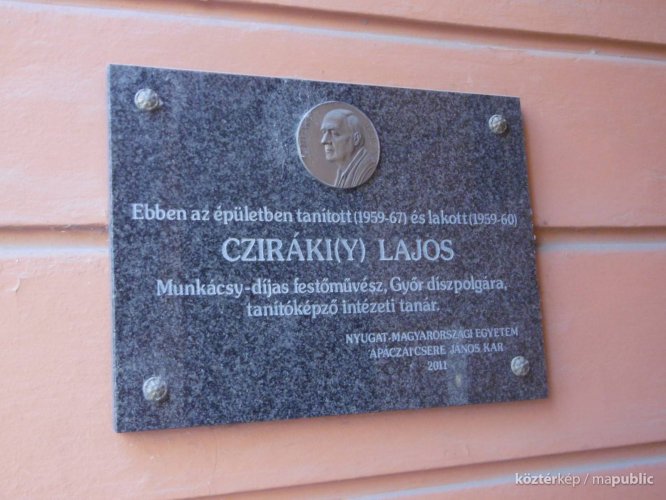 Ebben az épületben tanított (1959-67) és lakott (1959-60)
CZIRÁKI(Y) LAJOS
Munkácsy-díjas festőművész, Győr díszpolgára,
tanítóképző intézeti tanár.
NYUGAT-MAGYARORSZÁGI EGYETEM
APÁCZAI CSERE JÁNOS KAR
2011
köztérkép / mapublic